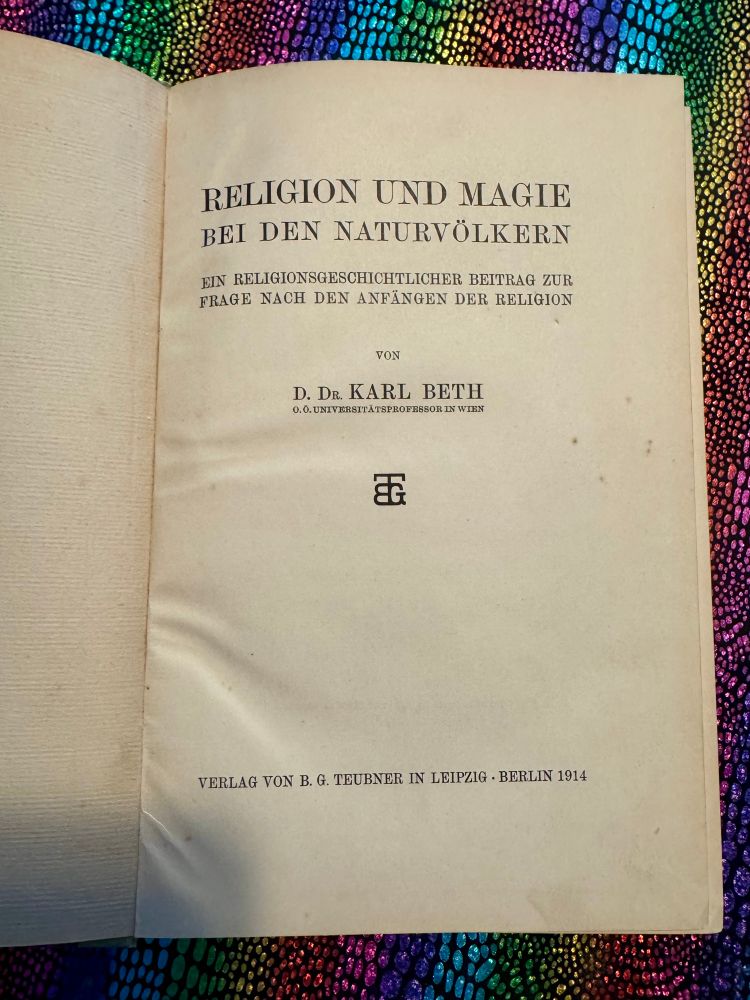 RELIGION UND MAGIE
BEI DEN NATURVÖLKERN
EIN RELIGIONSGESCHICHTLICHER BEITRAG ZUR
FRAGE NACH DEN ANFÄNGEN DER RELIGION
VON
D. DR. KARL BETH
O.Ö. UNIVERSITÄTSPROFESSOR IN WIEN
BTG
VERLAG VON B. G. TEUBNER IN LEIPZIG · BERLIN 1914